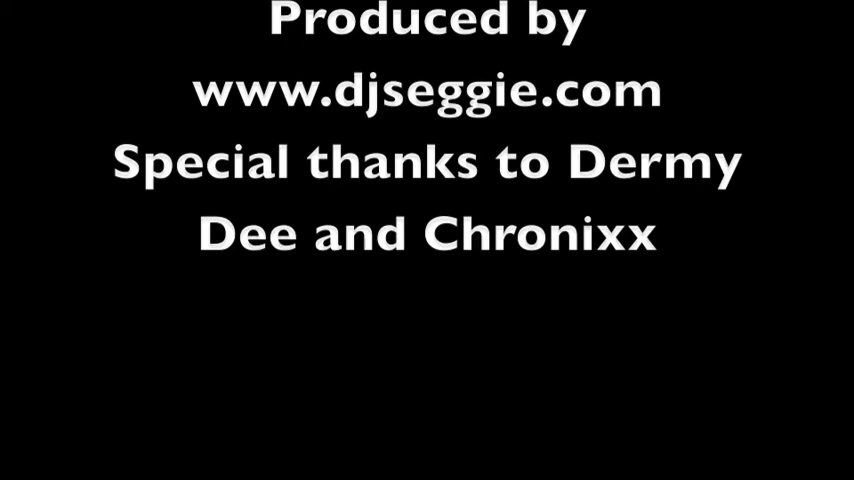 Produced by
www.djseggie.com
Special thanks to Dermy
Dee and Chronixx